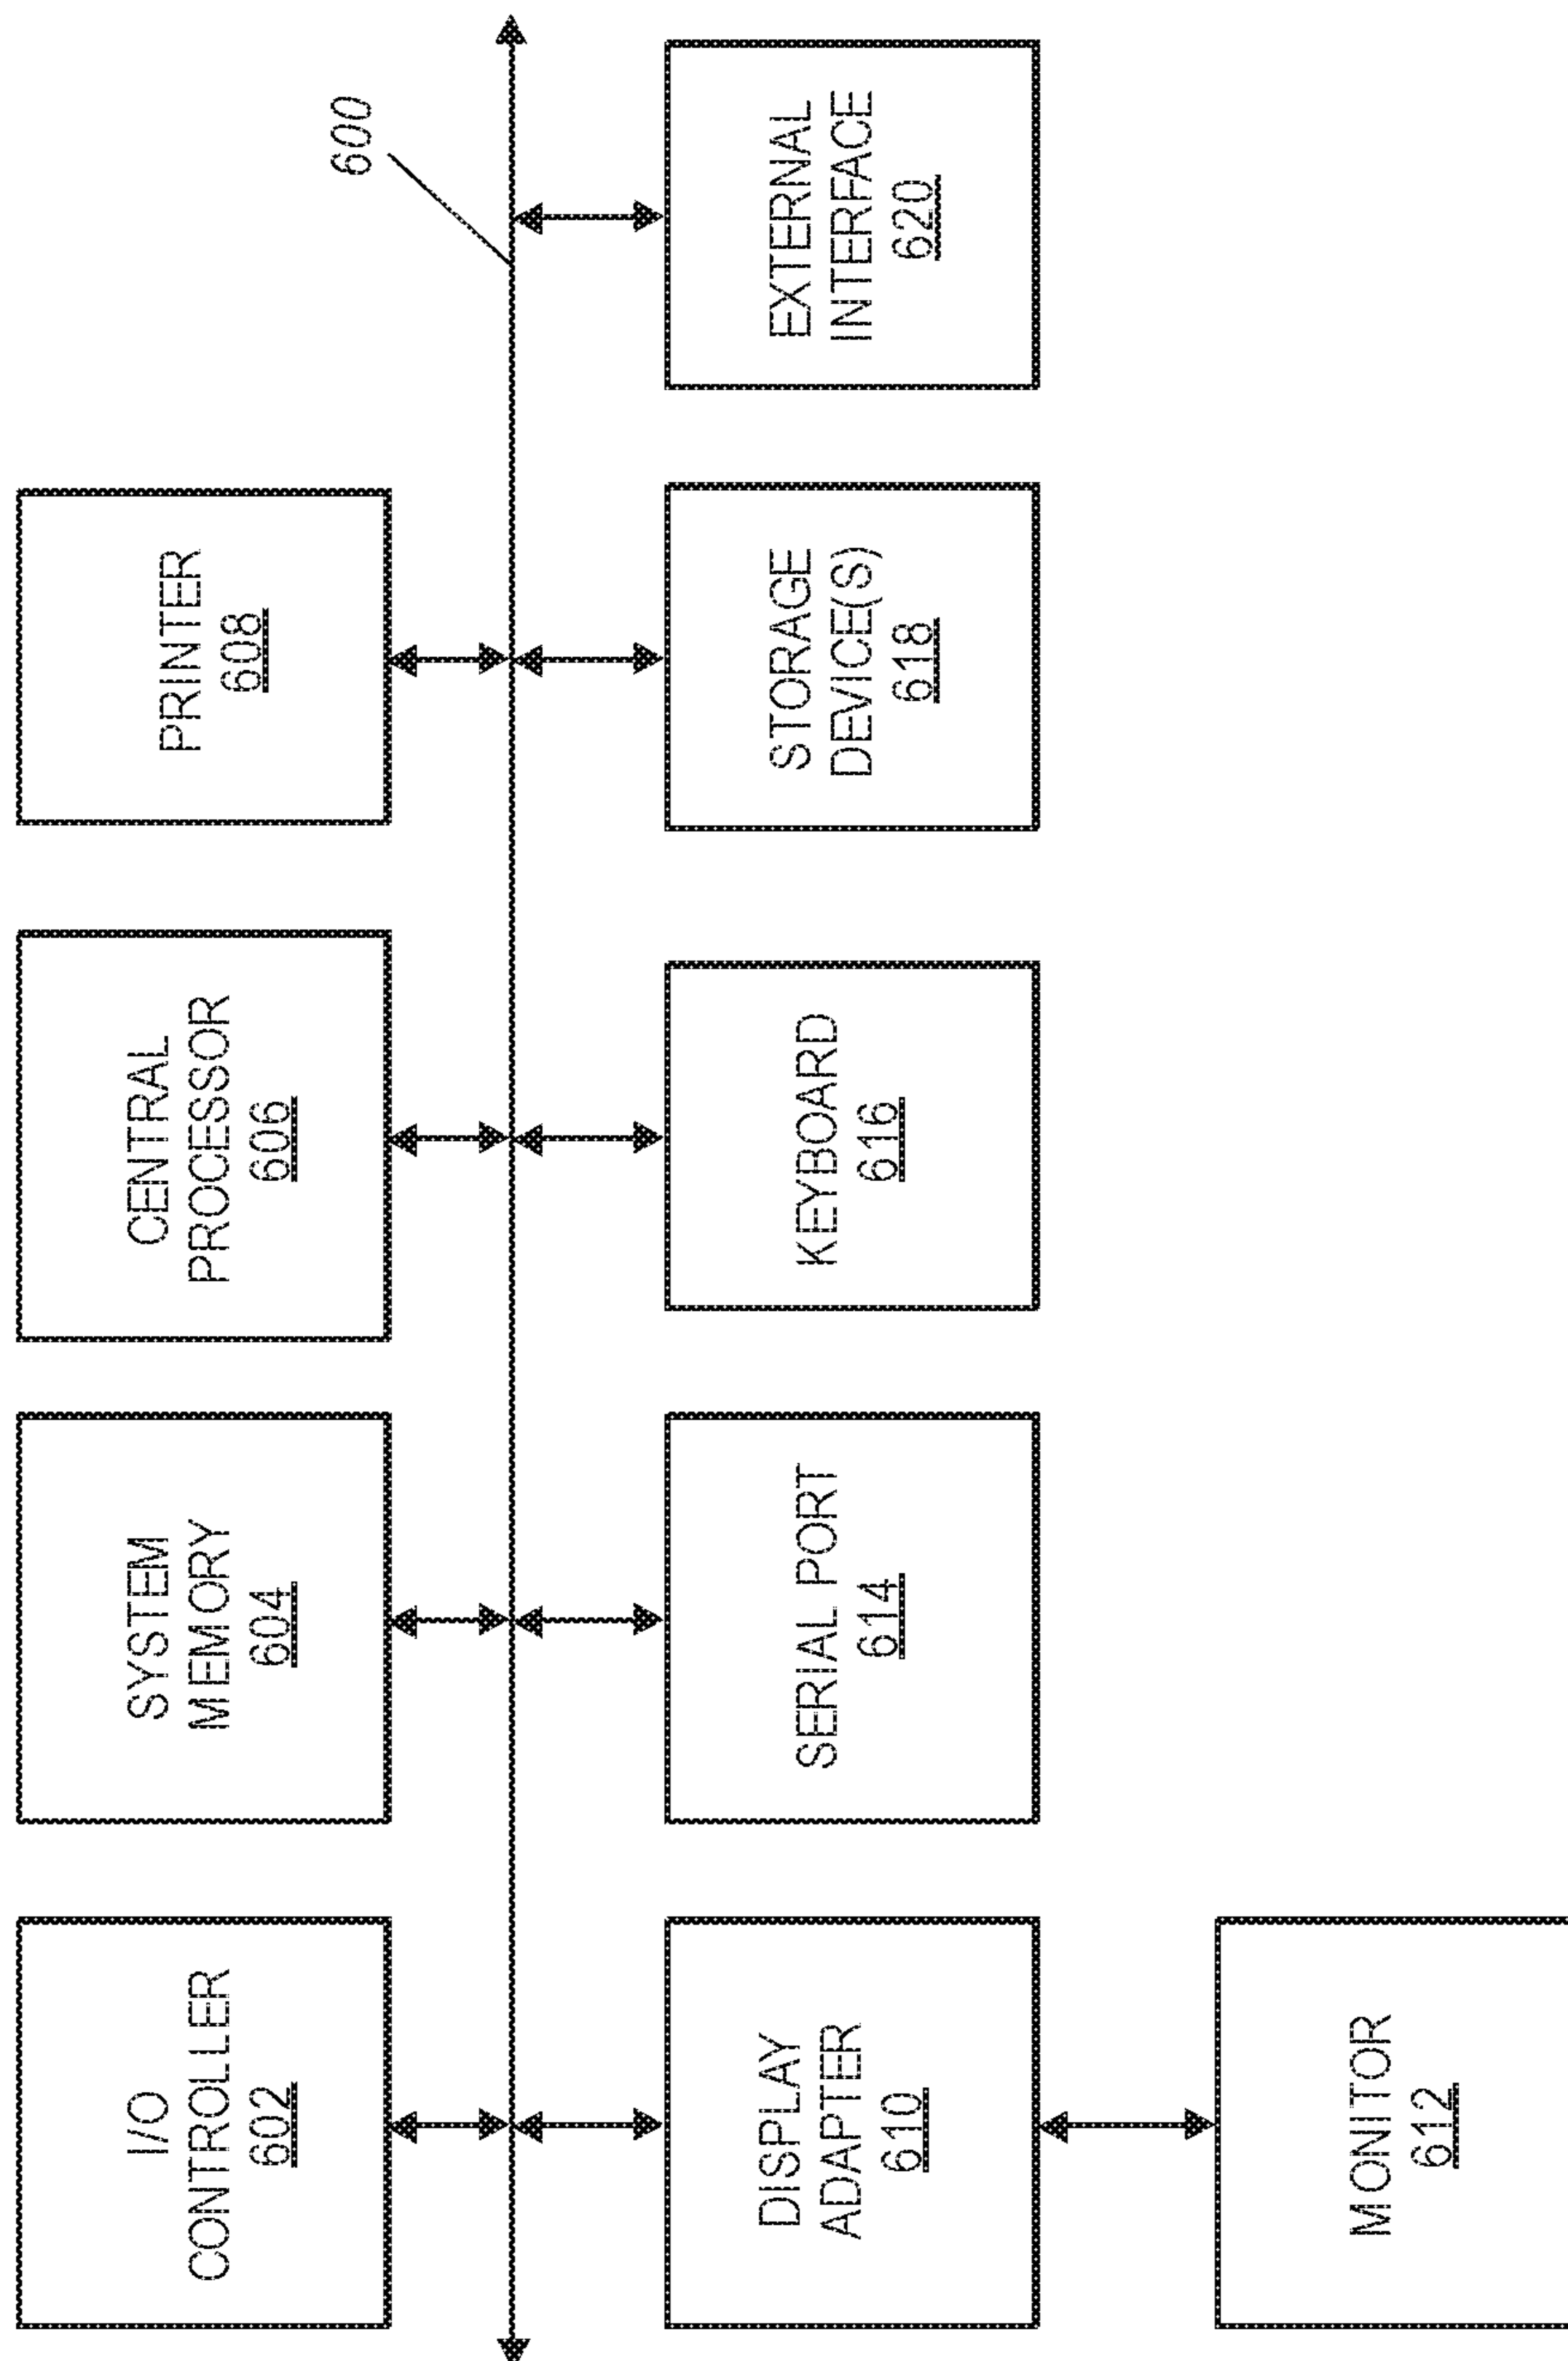 600
I/O
CONTROLLER
602
SYSTEM
MEMORY
604
CENTRAL
PROCESSOR
606
PRINTER
608
DISPLAY
ADAPTER
610
SERIAL PORT
614
KEYBOARD
616
STORAGE
DEVICE(S)
618
EXTERNAL
INTERFACE
620
MONITOR
612